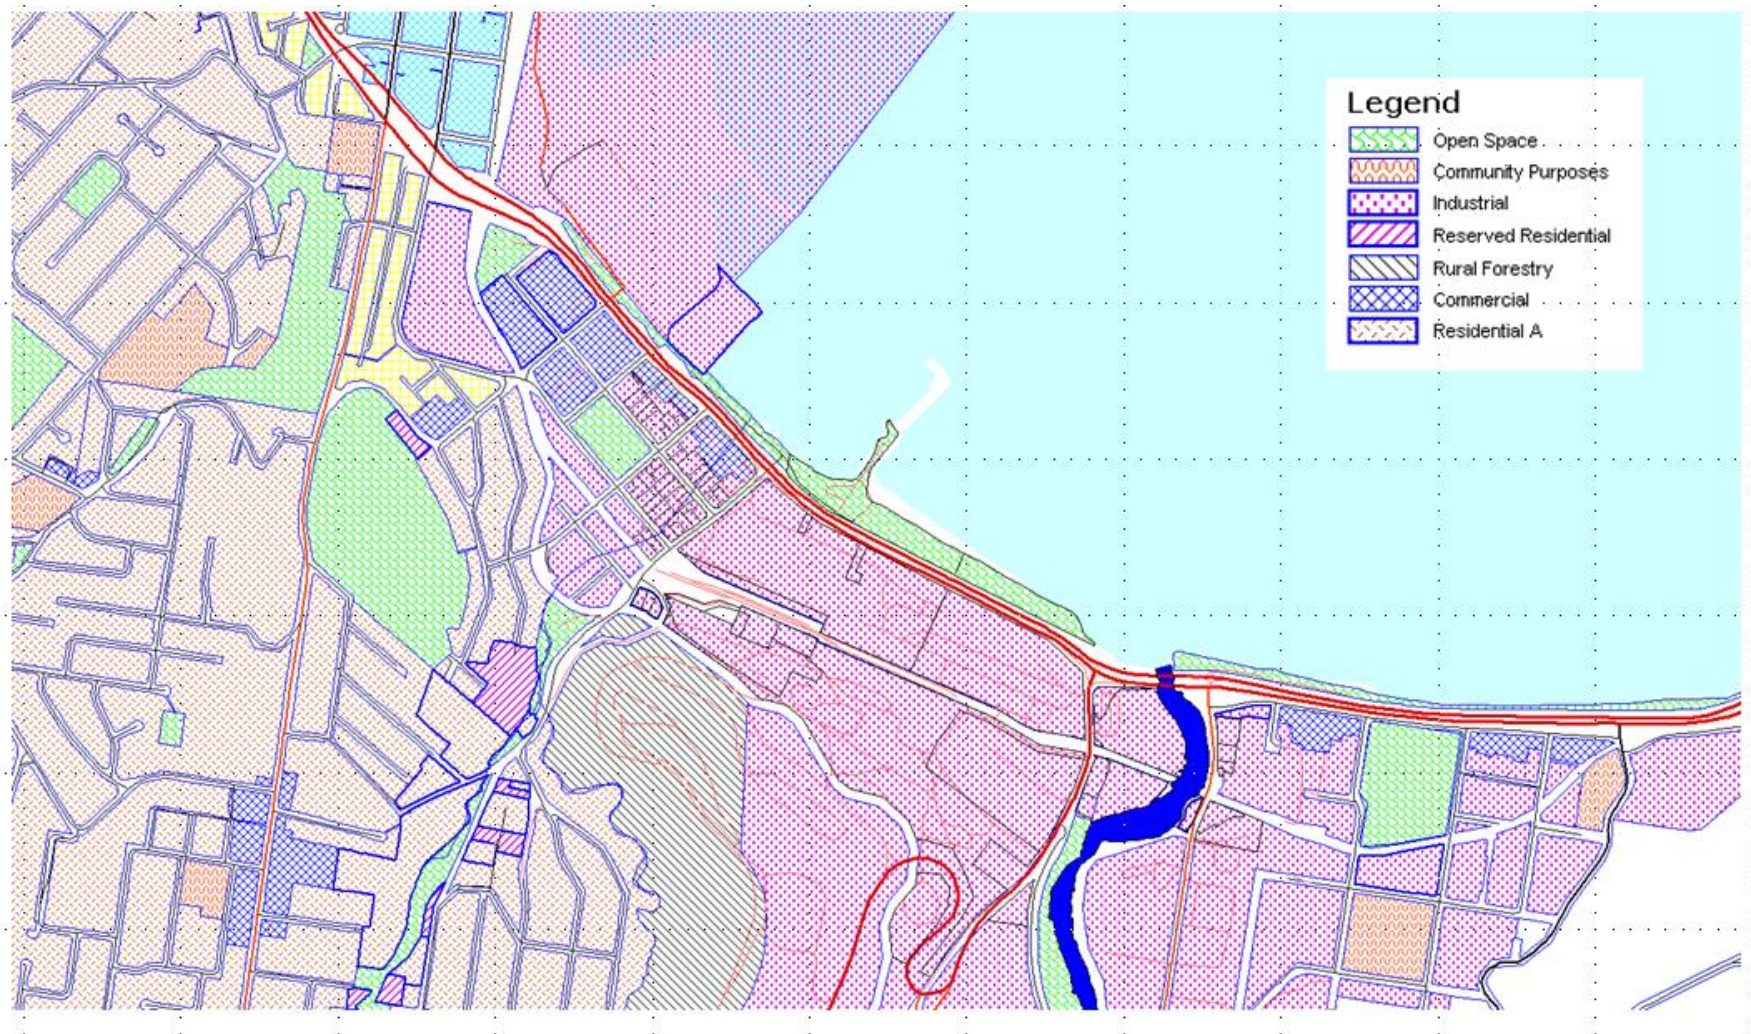 Legend
Open Space
Community Purposes
Industrial
Reserved Residential
Rural Forestry
Commercial
Residential A